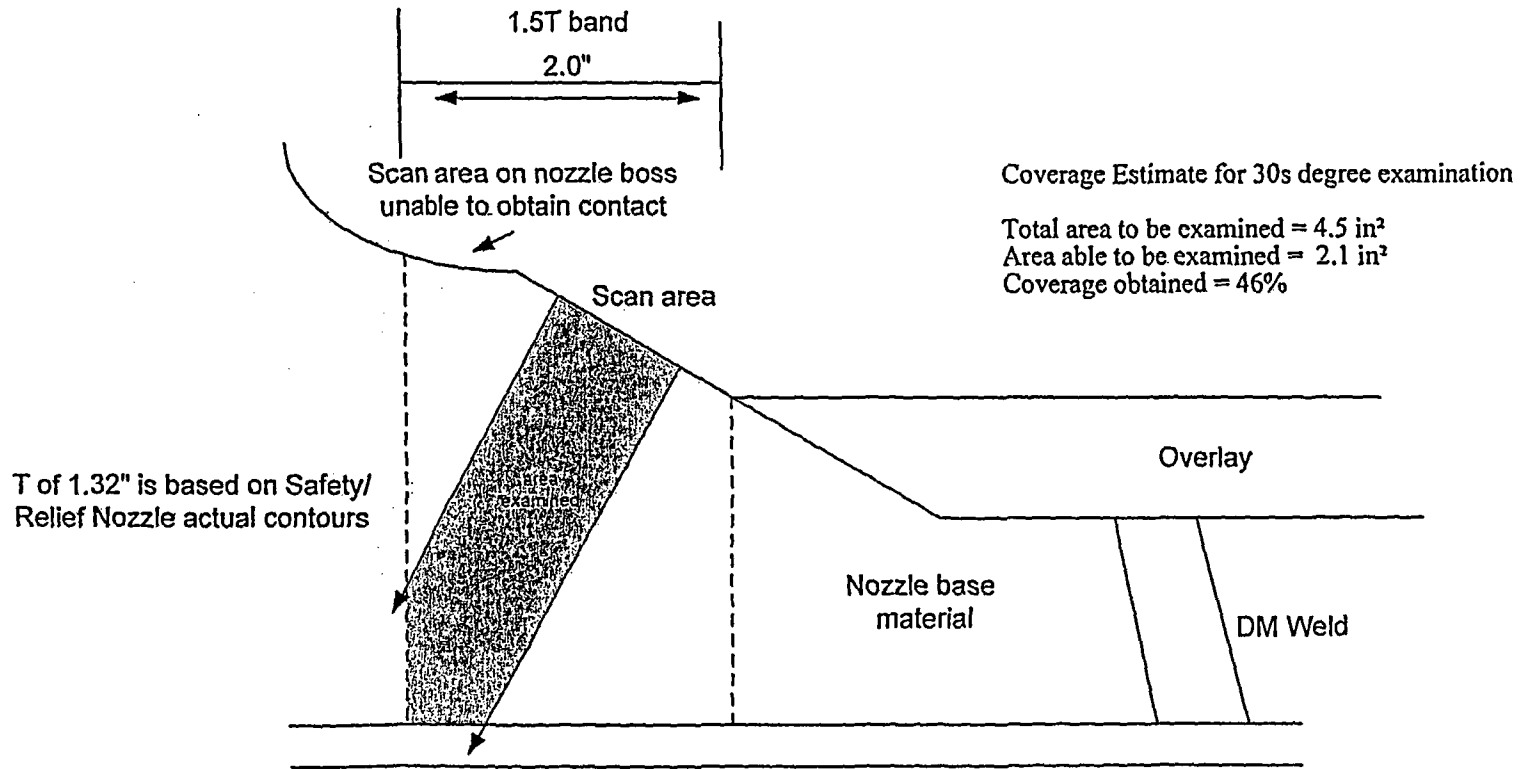 1.5T band
2.0"
Scan area on nozzle boss
unable to obtain contact
Coverage Estimate for 30s degree examination
Total area to be examined = 4.5 in²
Area able to be examined = 2.1 in²
Coverage obtained = 46%
Scan area
area
examined
T of 1.32" is based on Safety/
Relief Nozzle actual contours
Overlay
Nozzle base
material
DM Weld